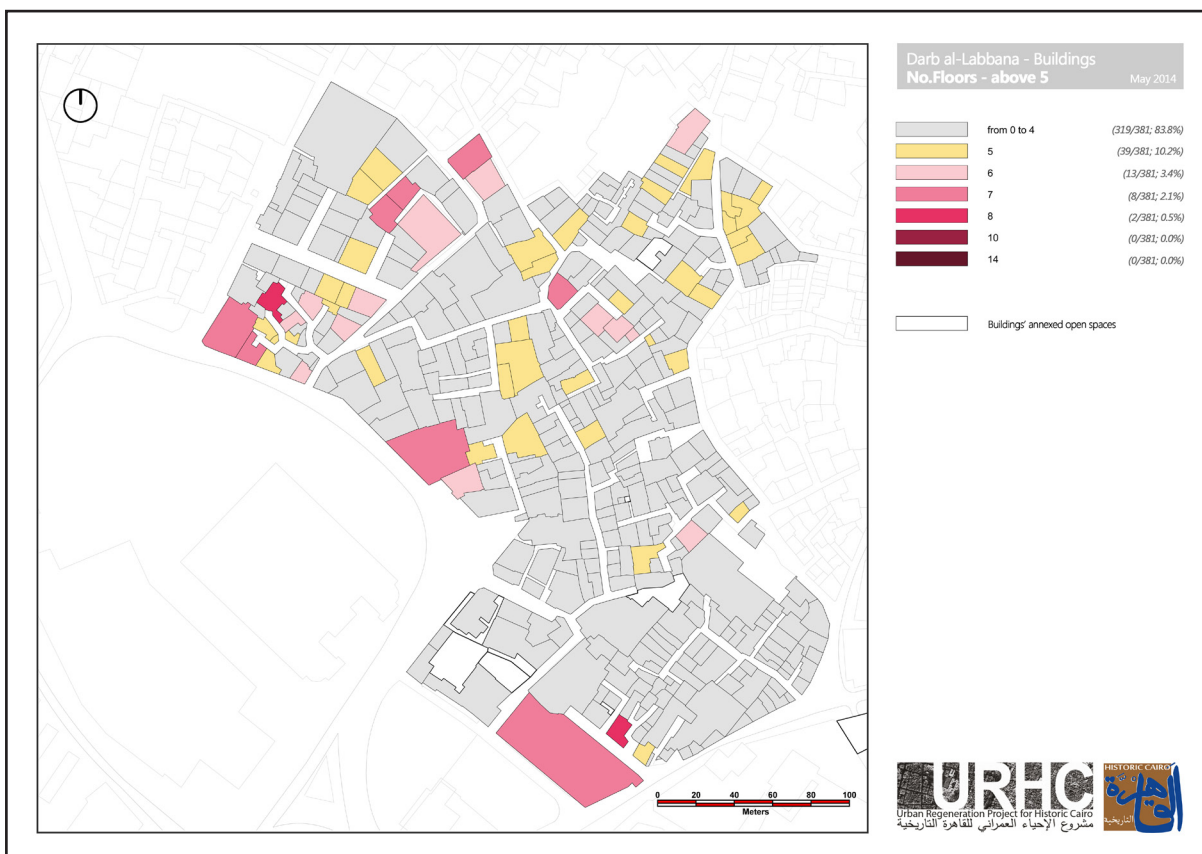 Darb al-Labbana - Buildings
No.Floors - above 5 May 2014
from 0 to 4 (319/381; 83.8%)
5 (39/381; 10.2%)
6 (13/381; 3.4%)
7 (8/381; 2.1%)
8 (2/381; 0.5%)
10 (0/381; 0.0%)
14 (0/381; 0.0%)
Buildings' annexed open spaces
0 20 40 60 80 100
Meters
URHC
Urban Regeneration Project for Historic Cairo
مشروع الإحياء العمراني للقاهرة التاريخية
HISTORIC CAIRO
القاهرة
التاريخية